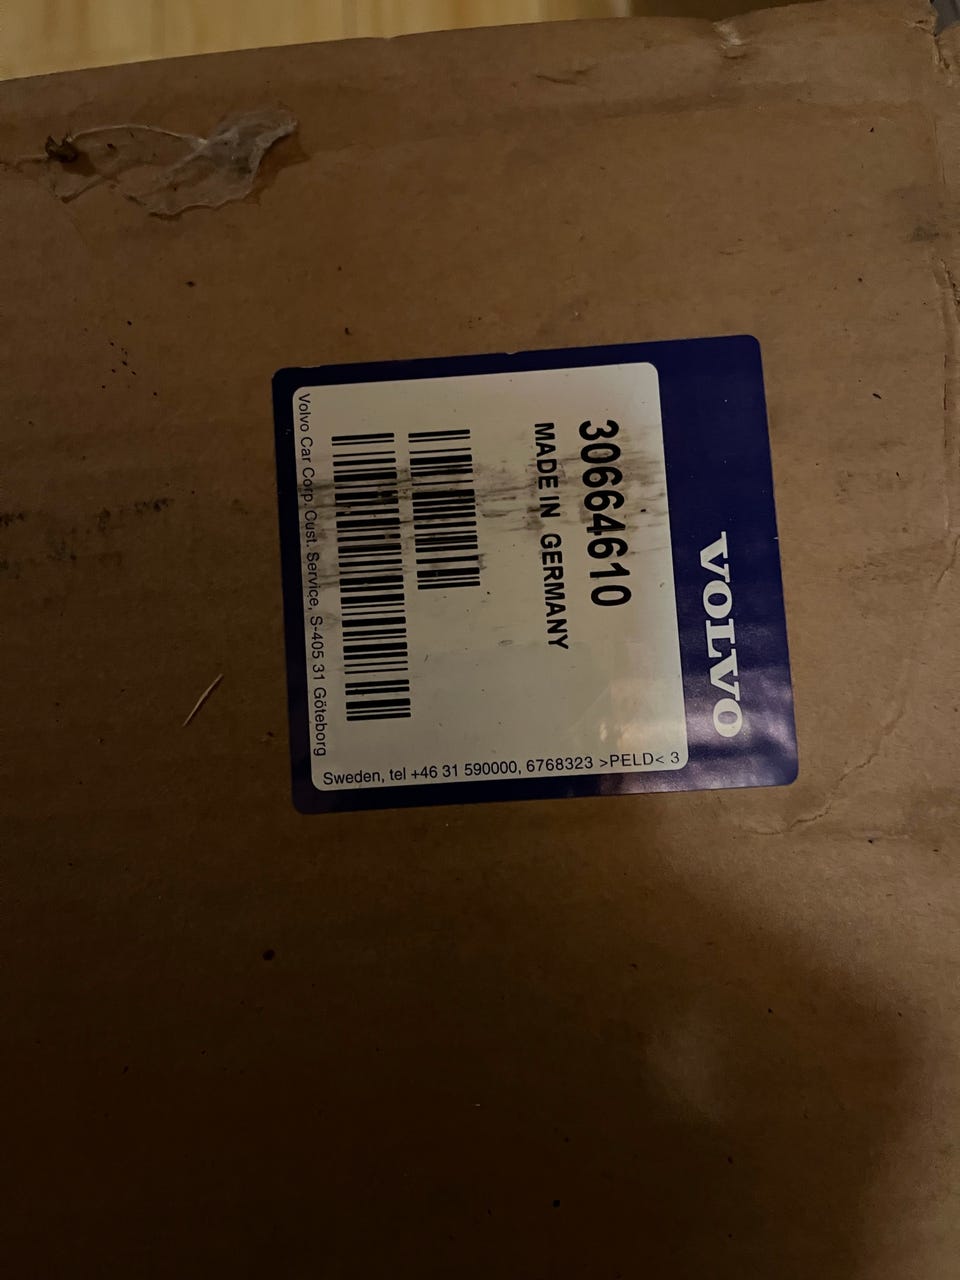 VOLVO
30664610
MADE IN GERMANY
Volvo Car Corp. Cust. Service, S-405 31 Göteborg
Sweden, tel +46 31 590000, 6768323 >PELD< 3